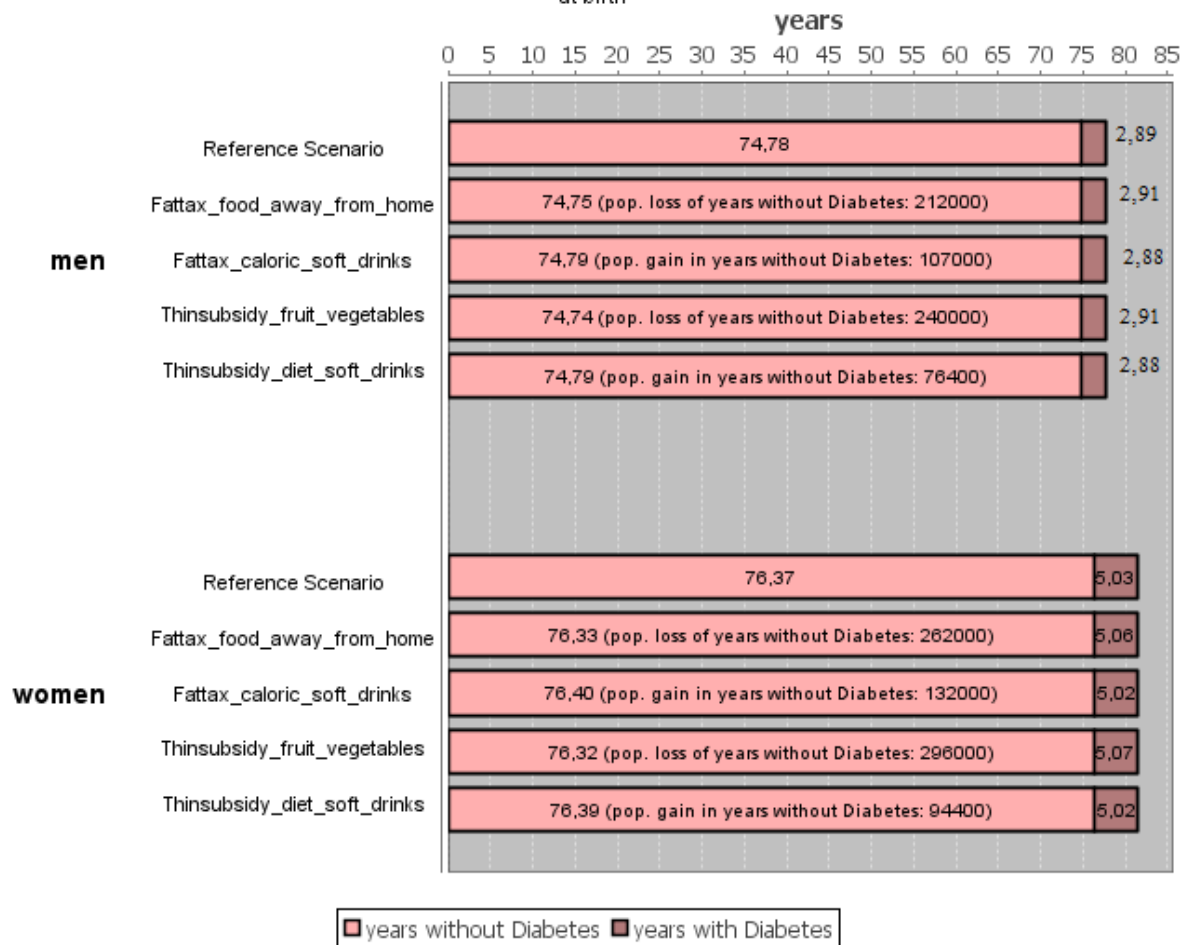 at birth
years
0 5 10 15 20 25 30 35 40 45 50 55 60 65 70 75 80 85
men
Reference Scenario 74,78 2,89
Fattax_food_away_from_home 74,75 (pop. loss of years without Diabetes: 212000) 2,91
Fattax_caloric_soft_drinks 74,79 (pop. gain in years without Diabetes: 107000) 2,88
Thinsubsidy_fruit_vegetables 74,74 (pop. loss of years without Diabetes: 240000) 2,91
Thinsubsidy_diet_soft_drinks 74,79 (pop. gain in years without Diabetes: 76400) 2,88
women
Reference Scenario 76,37 5,03
Fattax_food_away_from_home 76,33 (pop. loss of years without Diabetes: 262000) 5,06
Fattax_caloric_soft_drinks 76,40 (pop. gain in years without Diabetes: 132000) 5,02
Thinsubsidy_fruit_vegetables 76,32 (pop. loss of years without Diabetes: 296000) 5,07
Thinsubsidy_diet_soft_drinks 76,39 (pop. gain in years without Diabetes: 94400) 5,02
years without Diabetes years with Diabetes